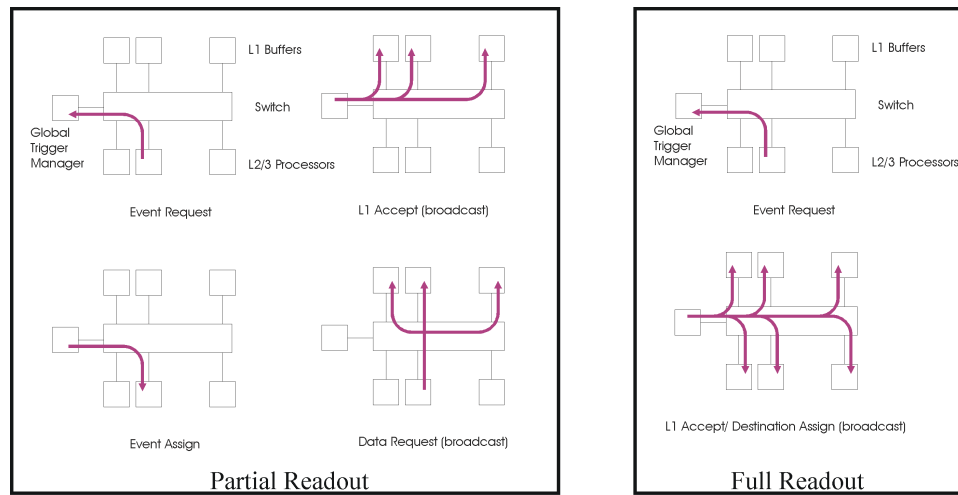 L1 Buffers
Switch
Global
Trigger
Manager
L2/3 Processors
Event Request
L1 Accept (broadcast)
Event Assign
Data Request (broadcast)
Partial Readout
L1 Buffers
Switch
Global
Trigger
Manager
L2/3 Processors
Event Request
L1 Accept/ Destination Assign (broadcast)
Full Readout